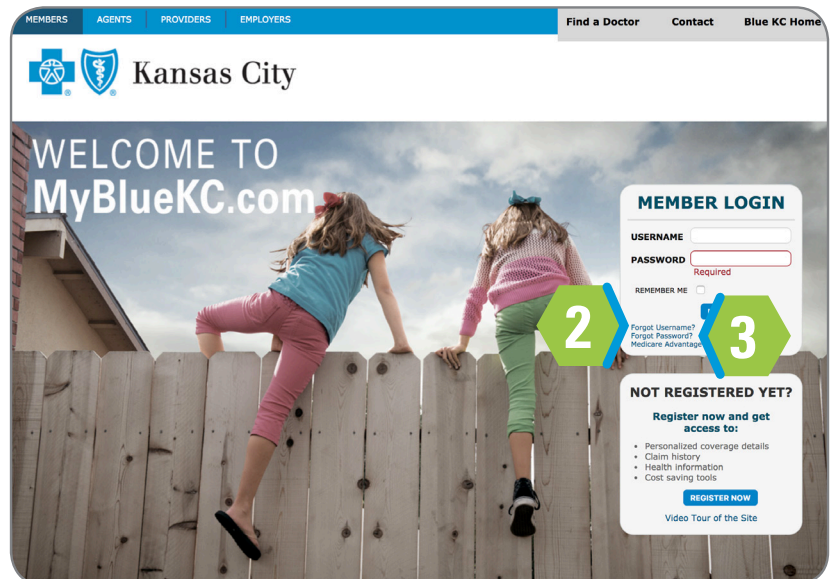 MEMBERS AGENTS PROVIDERS EMPLOYERS Find a Doctor Contact Blue KC Home
Kansas City
WELCOME TO
MyBlueKC.com
MEMBER LOGIN
USERNAME
PASSWORD
Required
REMEMBER ME
2
3
Forgot Username?
Forgot Password?
Medicare Advantage
NOT REGISTERED YET?
Register now and get
access to:
• Personalized coverage details
• Claim history
• Health information
• Cost saving tools
REGISTER NOW
Video Tour of the Site